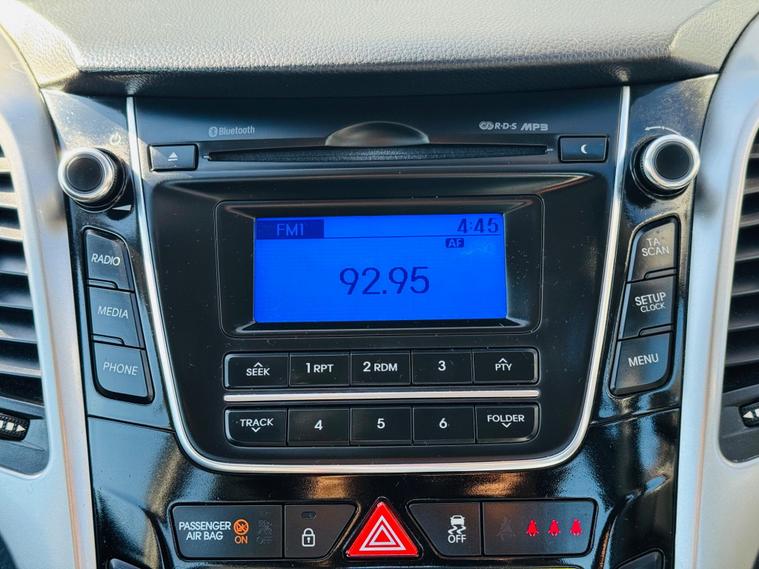 Bluetooth
R·D·S MP3
FM1 4:45
AF
92.95
RADIO
MEDIA
PHONE
TA
SCAN
SETUP
CLOCK
MENU
SEEK 1 RPT 2 RDM 3 PTY
TRACK 4 5 6 FOLDER
PASSENGER
AIR BAG
ON OFF
OFF